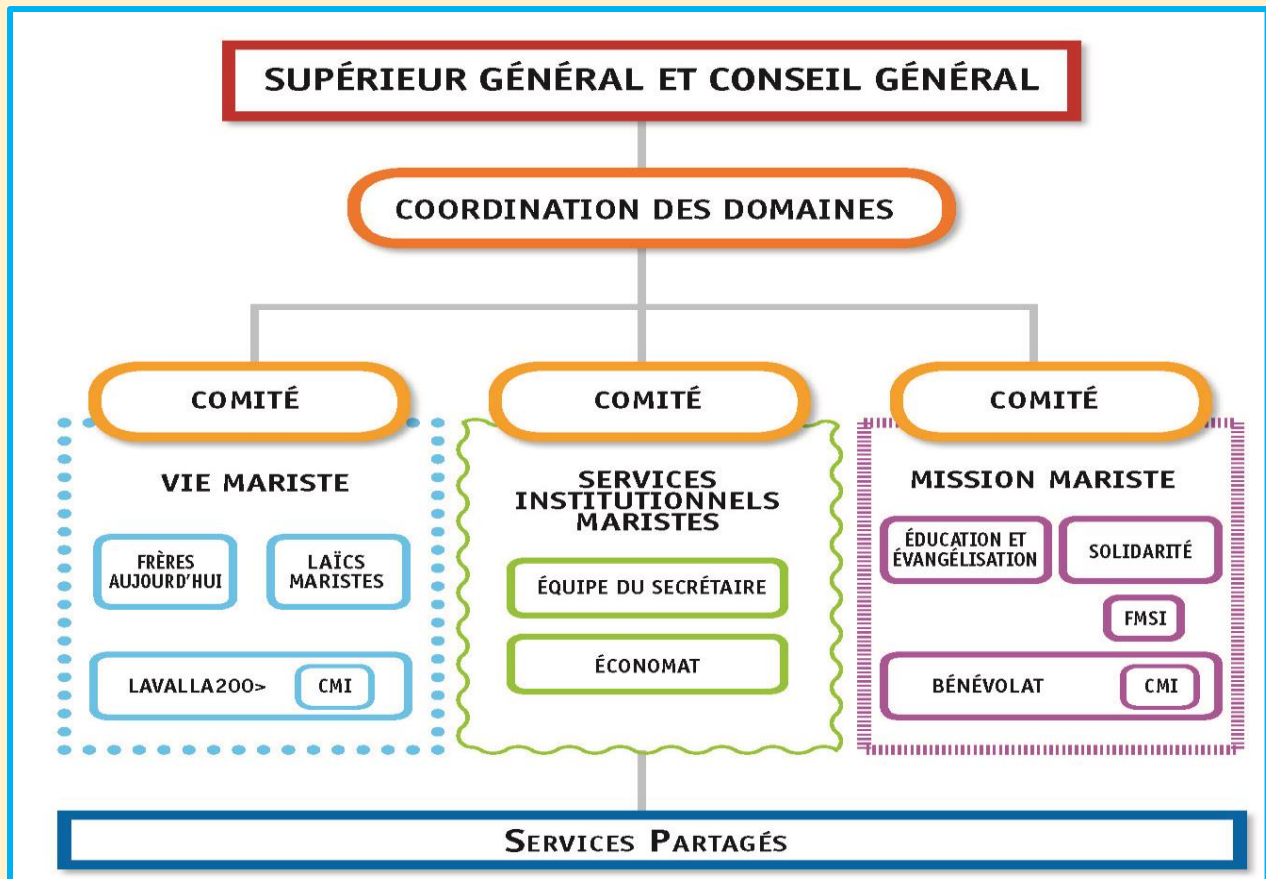 SUPÉRIEUR GÉNÉRAL ET CONSEIL GÉNÉRAL
COORDINATION DES DOMAINES
COMITÉ
VIE MARISTE
FRÈRES
AUJOURD'HUI
LAÏCS
MARISTES
LAVALLA200>
CMI
COMITÉ
SERVICES
INSTITUTIONNELS
MARISTES
ÉQUIPE DU SECRÉTAIRE
ÉCONOMAT
COMITÉ
MISSION MARISTE
ÉDUCATION ET
ÉVANGÉLISATION
SOLIDARITÉ
FMSI
BÉNÉVOLAT
CMI
SERVICES PARTAGÉS